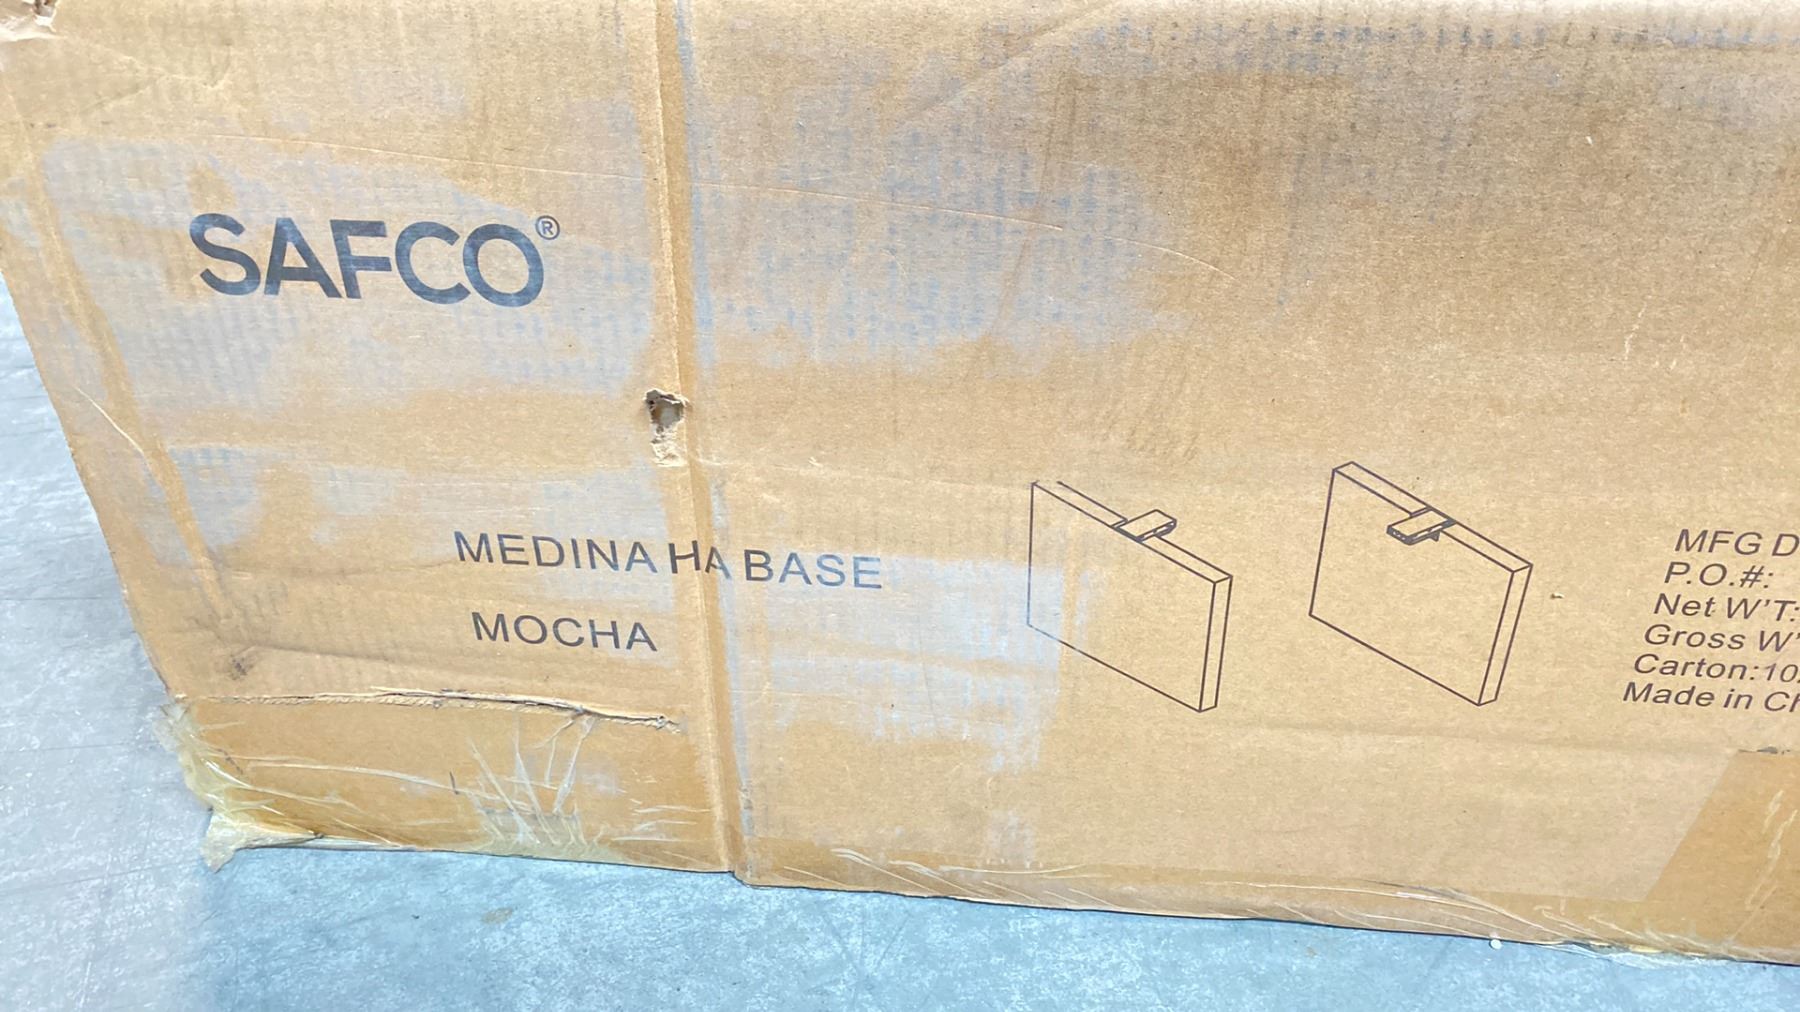 SAFCO®
MEDINA HA BASE
MOCHA
MFG D
P.O.#:
Net W'T:
Gross W'
Carton:10
Made in Ch